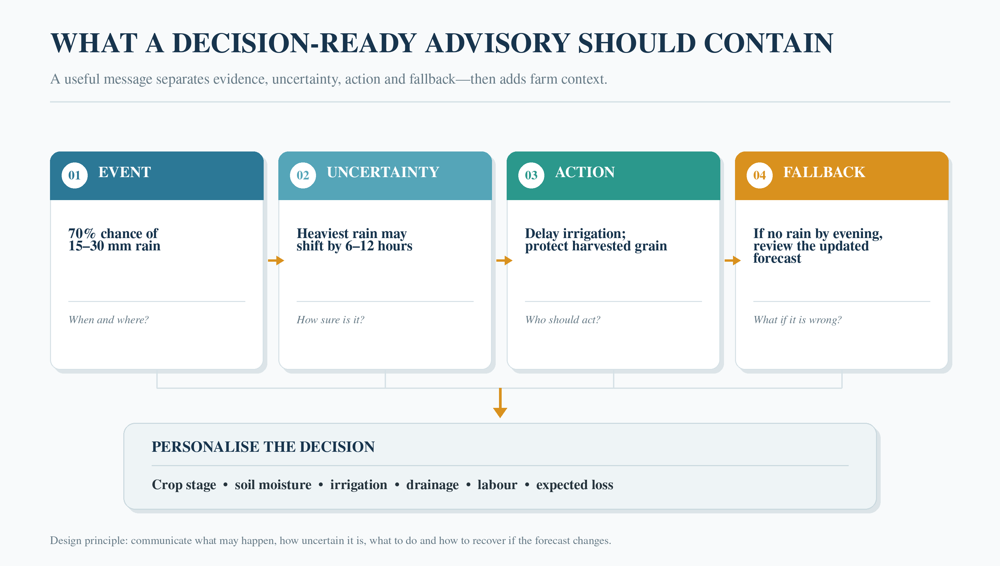 WHAT A DECISION-READY ADVISORY SHOULD CONTAIN
A useful message separates evidence, uncertainty, action and fallback—then adds farm context.
01 EVENT
70% chance of
15–30 mm rain
When and where?
02 UNCERTAINTY
Heaviest rain may
shift by 6–12 hours
How sure is it?
03 ACTION
Delay irrigation;
protect harvested grain
Who should act?
04 FALLBACK
If no rain by evening,
review the updated
forecast
What if it is wrong?
PERSONALISE THE DECISION
Crop stage • soil moisture • irrigation • drainage • labour • expected loss
Design principle: communicate what may happen, how uncertain it is, what to do and how to recover if the forecast changes.